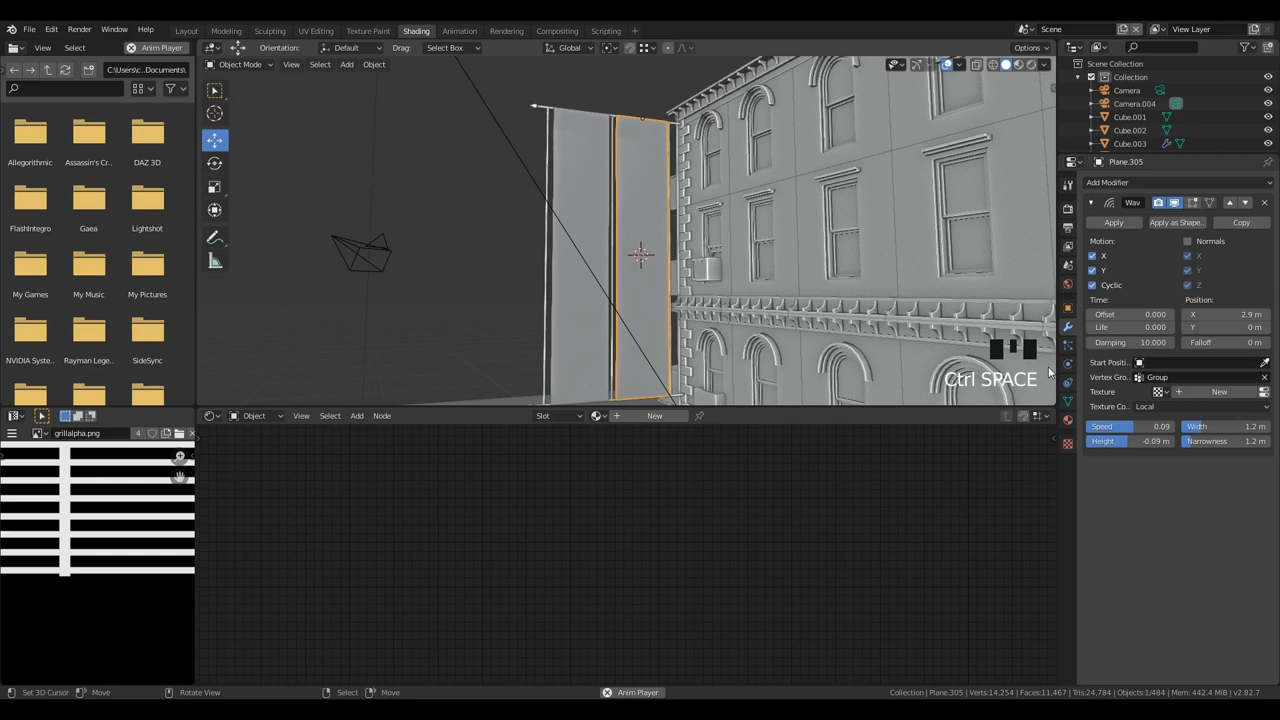 File Edit Render Window Help Layout Modeling Sculpting UV Editing Texture Paint Shading Animation Rendering Compositing Scripting + Scene View Layer
View Select Anim Player Orientation: Default Drag: Select Box Global Options
C:\Users\c...Documents\ Object Mode View Select Add Object
Scene Collection
Collection
Camera
Camera.004
Cube.001
Cube.002
Cube.003
Allegorithmic Assassin's Cr... DAZ 3D
FlashIntegro Gaea Lightshot
My Games My Music My Pictures
NVIDIA Syste... Rayman Lege... SideSync
Plane.305
Add Modifier
Wav
Apply Apply as Shape... Copy
Motion: Normals
X X
Y Y
Cyclic Z
Time: Position:
Offset 0.000 X 2.9 m
Life 0.000 Y 0 m
Damping 10.000 Falloff 0 m
Start Positi...
Vertex Gro... Group
Texture + New
Texture Co... Local
Speed 0.09 Width 1.2 m
Height -0.09 m Narrowness 1.2 m
Ctrl SPACE
Object View Select Add Node Slot + New
grillalpha.png 4
Set 3D Cursor Move Rotate View Select Move Anim Player Collection | Plane.305 | Verts:14,254 | Faces:11,467 | Tris:24,784 | Objects:1/484 | Mem: 442.4 MiB | v2.82.7